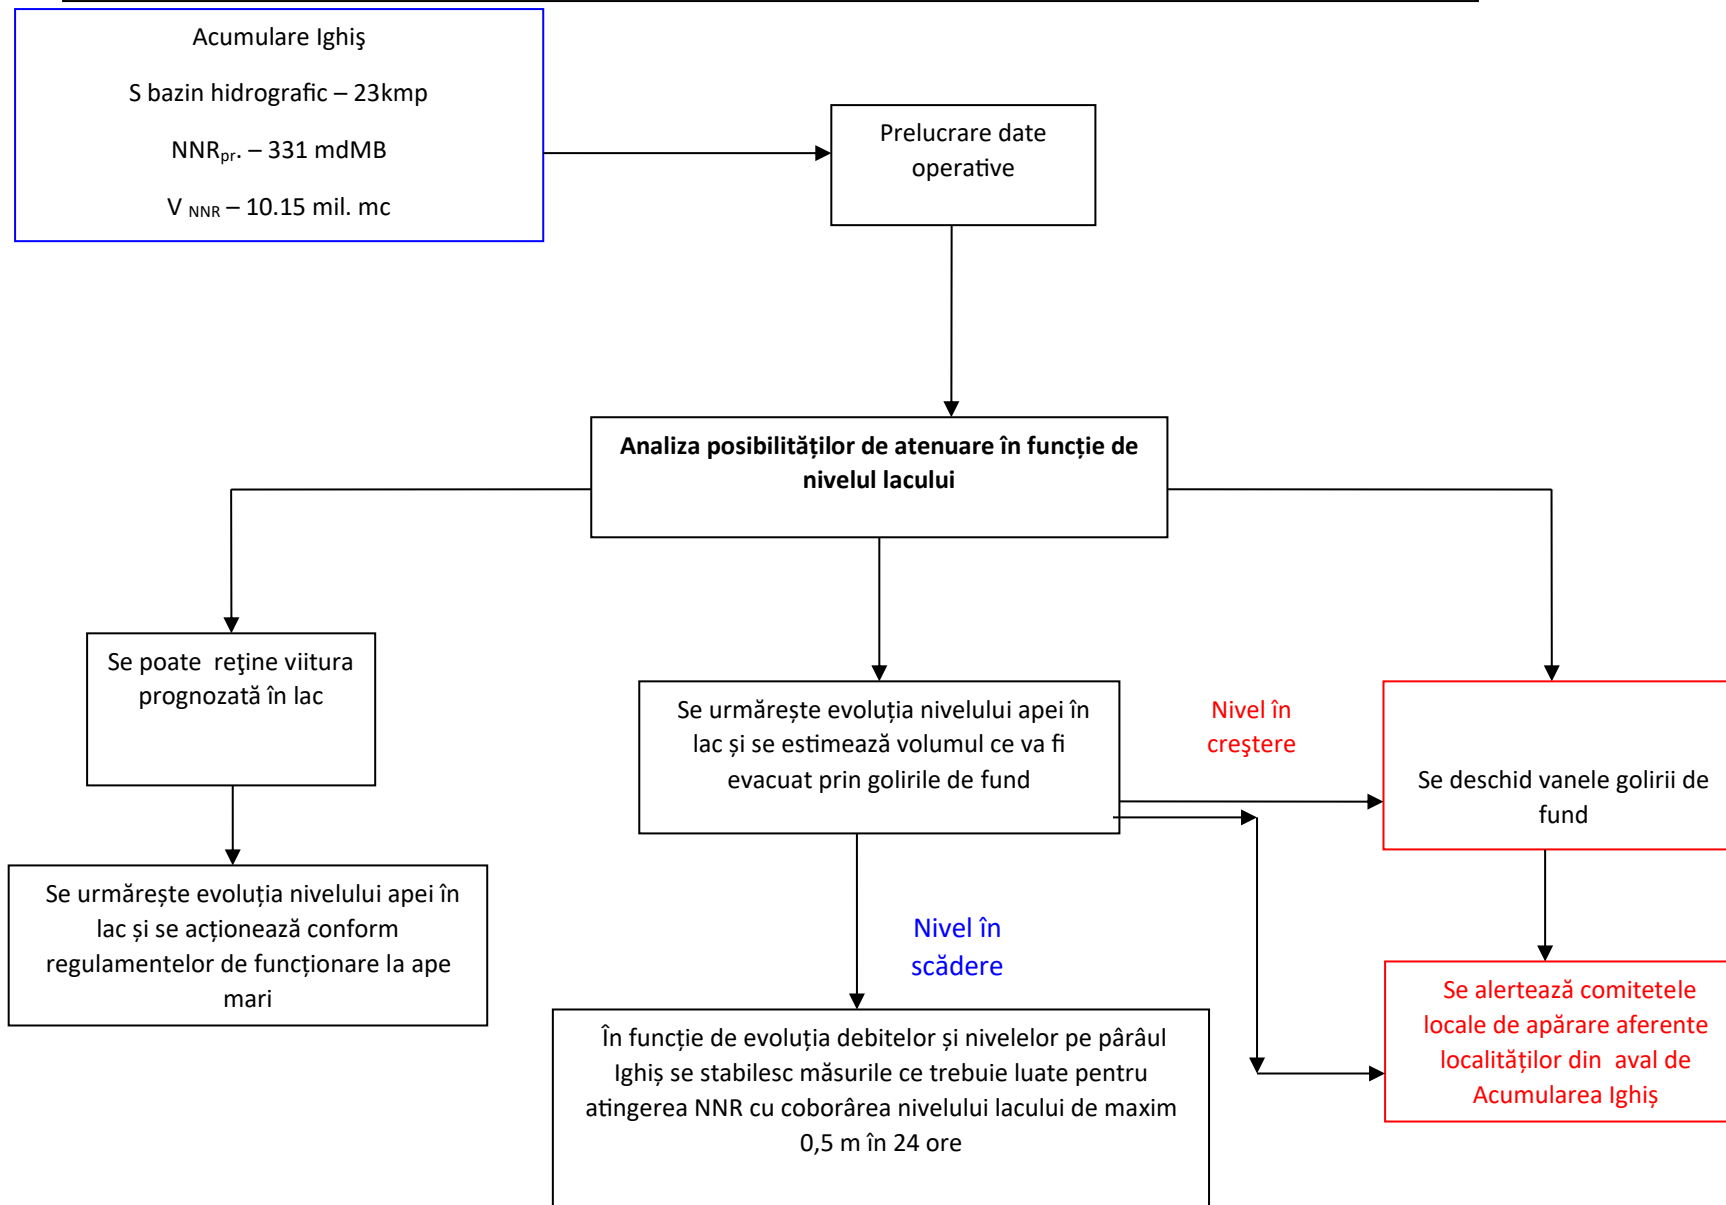 Acumulare Ighiş
S bazin hidrografic – 23kmp
NNRpr. – 331 mdMB
V NNR – 10.15 mil. mc
Prelucrare date
operative
Analiza posibilităților de atenuare în funcție de
nivelul lacului
Se poate  reţine viitura
prognozată în lac
Se urmărește evoluția nivelului apei în
lac și se acționează conform
regulamentelor de funcționare la ape
mari
Se urmărește evoluția nivelului apei în
lac și se estimează volumul ce va fi
evacuat prin golirile de fund
Nivel în
creştere
Se deschid vanele golirii de
fund
Nivel în
scădere
În funcție de evoluția debitelor și nivelelor pe pârâul
Ighiș se stabilesc măsurile ce trebuie luate pentru
atingerea NNR cu coborârea nivelului lacului de maxim
0,5 m în 24 ore
Se alertează comitetele
locale de apărare aferente
localităților din  aval de
Acumularea Ighiș